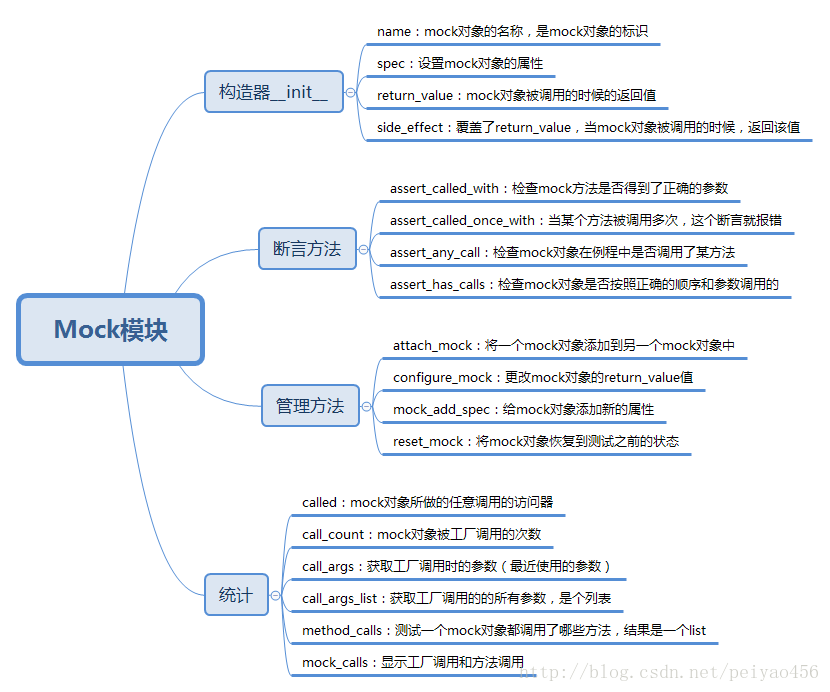 Mock模块
构造器__init__
name：mock对象的名称，是mock对象的标识
spec：设置mock对象的属性
return_value：mock对象被调用的时候的返回值
side_effect：覆盖了return_value，当mock对象被调用的时候，返回该值
断言方法
assert_called_with：检查mock方法是否得到了正确的参数
assert_called_once_with：当某个方法被调用多次，这个断言就报错
assert_any_call：检查mock对象在例程中是否调用了某方法
assert_has_calls：检查mock对象是否按照正确的顺序和参数调用的
管理方法
attach_mock：将一个mock对象添加到另一个mock对象中
configure_mock：更改mock对象的return_value值
mock_add_spec：给mock对象添加新的属性
reset_mock：将mock对象恢复到测试之前的状态
统计
called：mock对象所做的任意调用的访问器
call_count：mock对象被工厂调用的次数
call_args：获取工厂调用时的参数（最近使用的参数）
call_args_list：获取工厂调用的的所有参数，是个列表
method_calls：测试一个mock对象都调用了哪些方法，结果是一个list
mock_calls：显示工厂调用和方法调用
http://blog.csdn.net/peiyao456